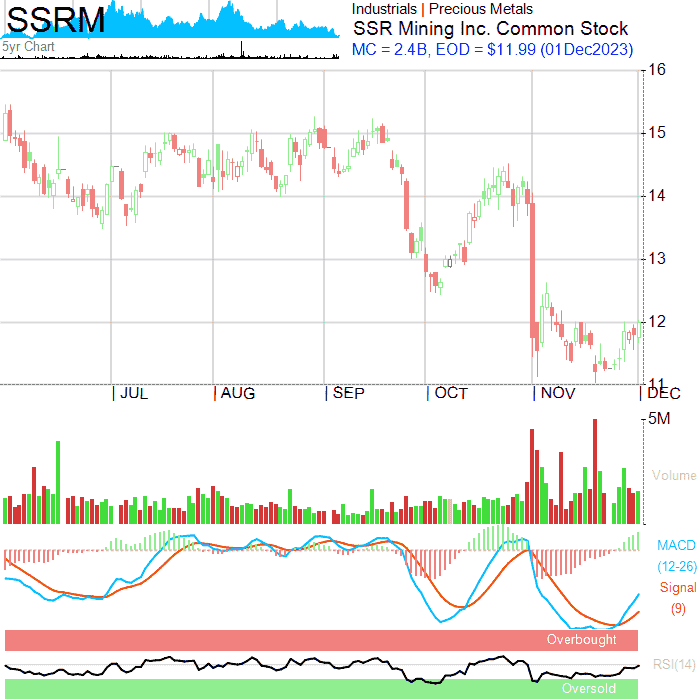 SSRM
5yr Chart
Industrials | Precious Metals
SSR Mining Inc. Common Stock
MC = 2.4B, EOD = $11.99 (01Dec2023)
16
15
14
13
12
11
JUL AUG SEP OCT NOV DEC
5M
Volume
MACD
(12-26)
Signal
(9)
Overbought
RSI(14)
Oversold